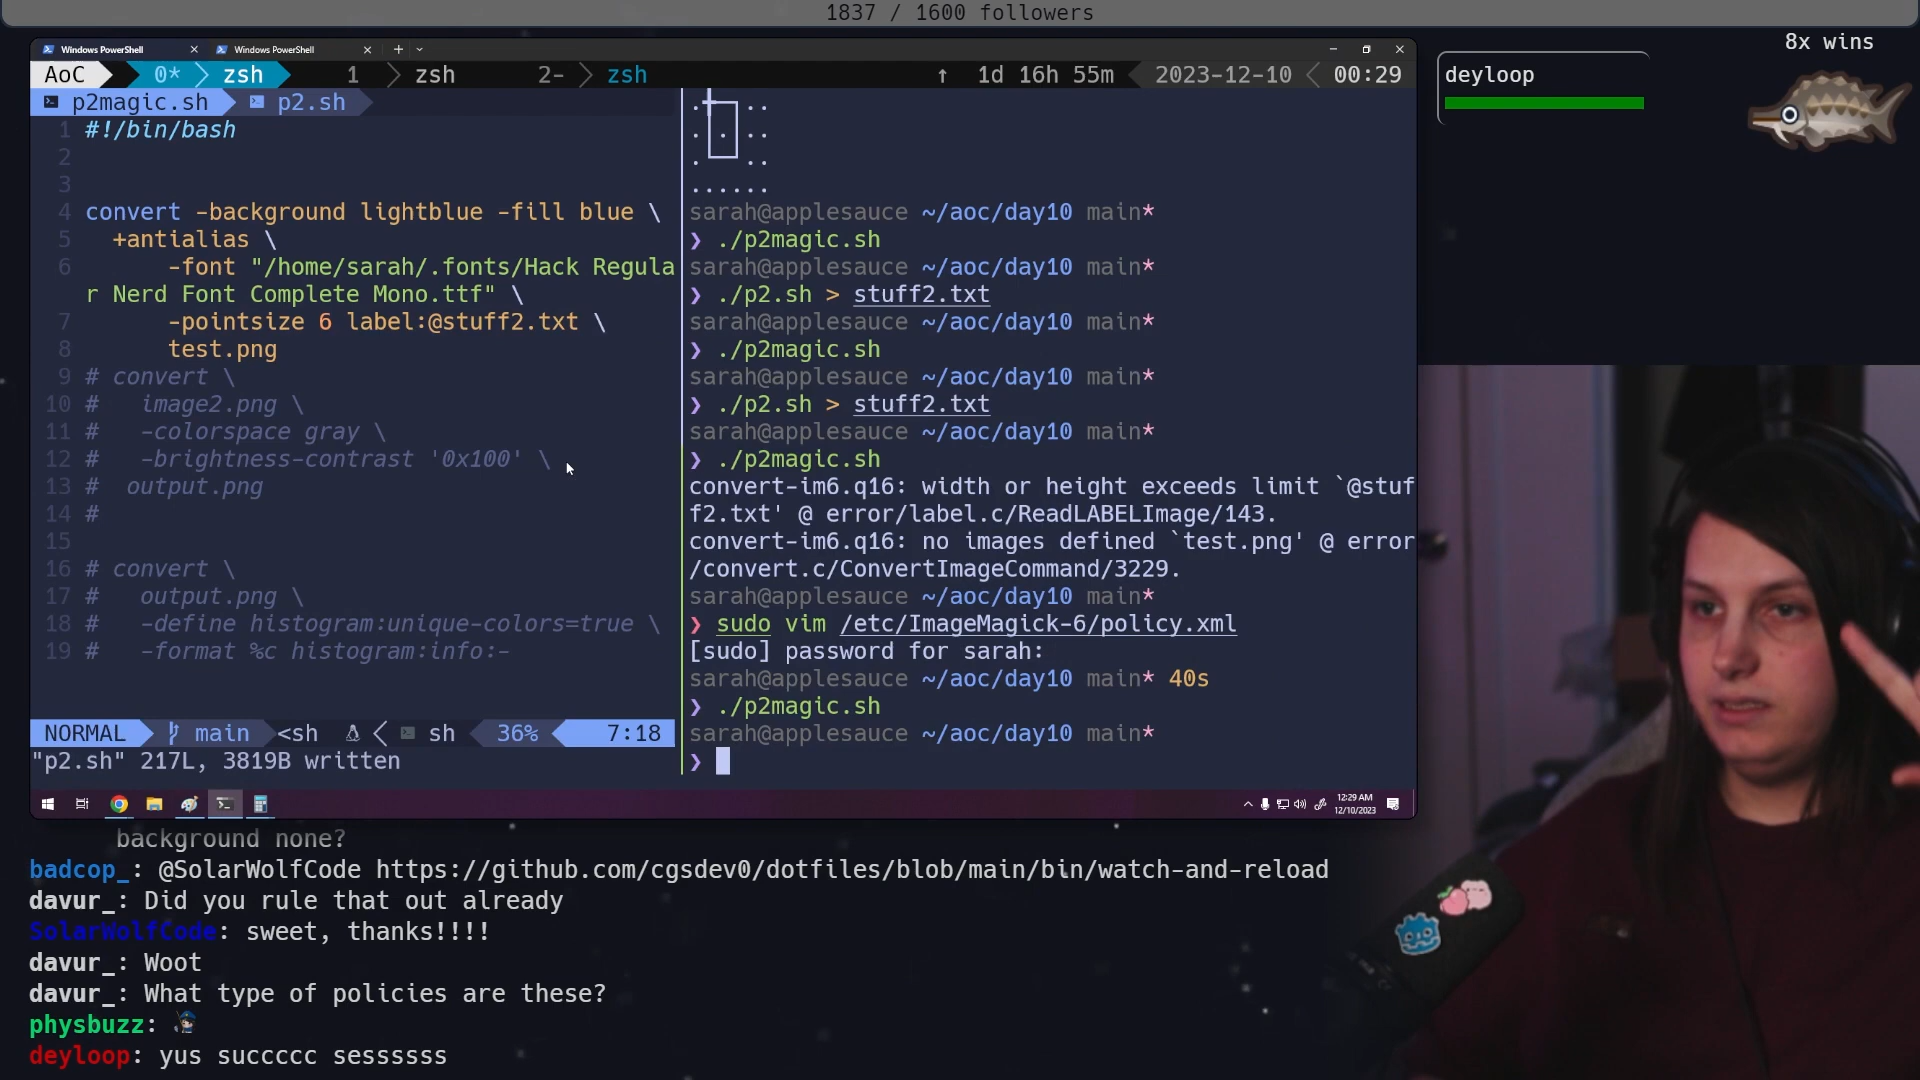 1837 / 1600 followers
Windows PowerShell
Windows PowerShell
AoC 0* zsh 1 zsh 2- zsh ↑ 1d 16h 55m 2023-12-10 00:29
p2magic.sh p2.sh
1 #!/bin/bash
2
3
4 convert -background lightblue -fill blue \
5 +antialias \
6 -font "/home/sarah/.fonts/Hack Regula
r Nerd Font Complete Mono.ttf" \
7 -pointsize 6 label:@stuff2.txt \
8 test.png
9 # convert \
10 # image2.png \
11 # -colorspace gray \
12 # -brightness-contrast '0x100' \
13 # output.png
14 #
15
16 # convert \
17 # output.png \
18 # -define histogram:unique-colors=true \
19 # -format %c histogram:info:-
NORMAL main <sh sh 36% 7:18
"p2.sh" 217L, 3819B written
. ..
. . ..
. ..
......
sarah@applesauce ~/aoc/day10 main*
❯ ./p2magic.sh
sarah@applesauce ~/aoc/day10 main*
❯ ./p2.sh > stuff2.txt
sarah@applesauce ~/aoc/day10 main*
❯ ./p2magic.sh
sarah@applesauce ~/aoc/day10 main*
❯ ./p2.sh > stuff2.txt
sarah@applesauce ~/aoc/day10 main*
❯ ./p2magic.sh
convert-im6.q16: width or height exceeds limit `@stuf
f2.txt' @ error/label.c/ReadLABELImage/143.
convert-im6.q16: no images defined `test.png' @ error
/convert.c/ConvertImageCommand/3229.
sarah@applesauce ~/aoc/day10 main*
❯ sudo vim /etc/ImageMagick-6/policy.xml
[sudo] password for sarah:
sarah@applesauce ~/aoc/day10 main* 40s
❯ ./p2magic.sh
sarah@applesauce ~/aoc/day10 main*
❯
12:29 AM
12/10/2023
8x wins
deyloop
background none?
badcop_: @SolarWolfCode https://github.com/cgsdev0/dotfiles/blob/main/bin/watch-and-reload
davur_: Did you rule that out already
SolarWolfCode: sweet, thanks!!!!
davur_: Woot
davur_: What type of policies are these?
physbuzz:
deyloop: yus succccc sessssss